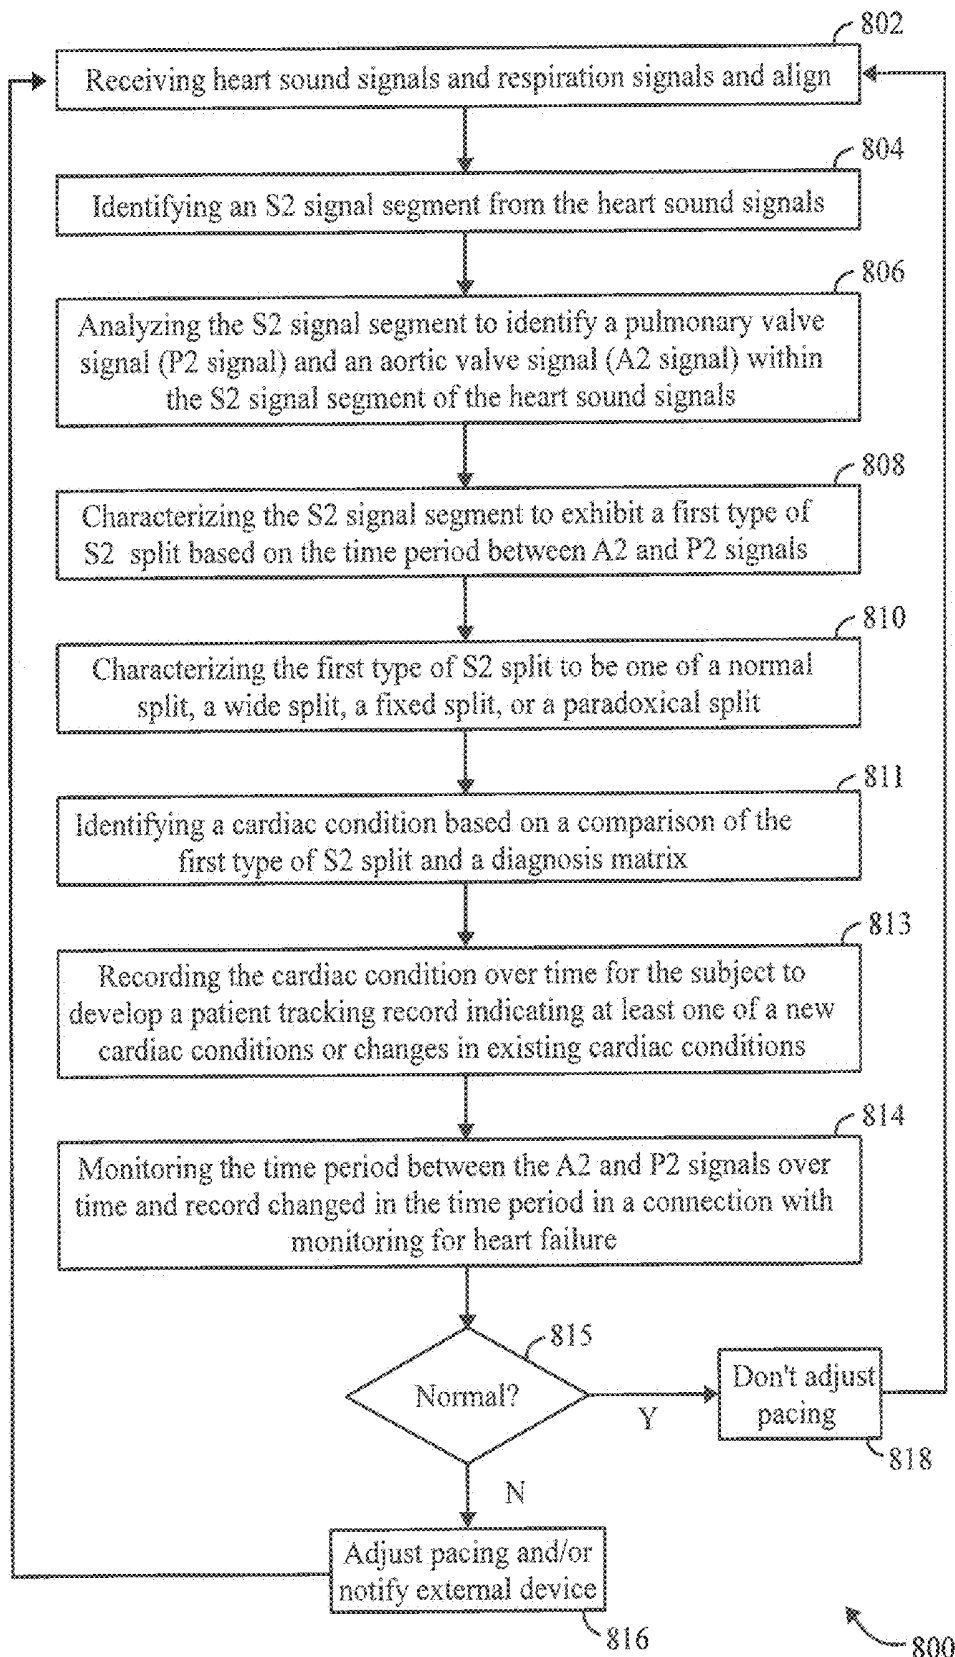 802
Receiving heart sound signals and respiration signals and align
804
Identifying an S2 signal segment from the heart sound signals
806
Analyzing the S2 signal segment to identify a pulmonary valve
signal (P2 signal) and an aortic valve signal (A2 signal) within
the S2 signal segment of the heart sound signals
808
Characterizing the S2 signal segment to exhibit a first type of
S2 split based on the time period between A2 and P2 signals
810
Characterizing the first type of S2 split to be one of a normal
split, a wide split, a fixed split, or a paradoxical split
811
Identifying a cardiac condition based on a comparison of the
first type of S2 split and a diagnosis matrix
813
Recording the cardiac condition over time for the subject to
develop a patient tracking record indicating at least one of a new
cardiac conditions or changes in existing cardiac conditions
814
Monitoring the time period between the A2 and P2 signals over
time and record changed in the time period in a connection with
monitoring for heart failure
815
Normal?
Y
Don't adjust
pacing
818
N
Adjust pacing and/or
notify external device
816
800